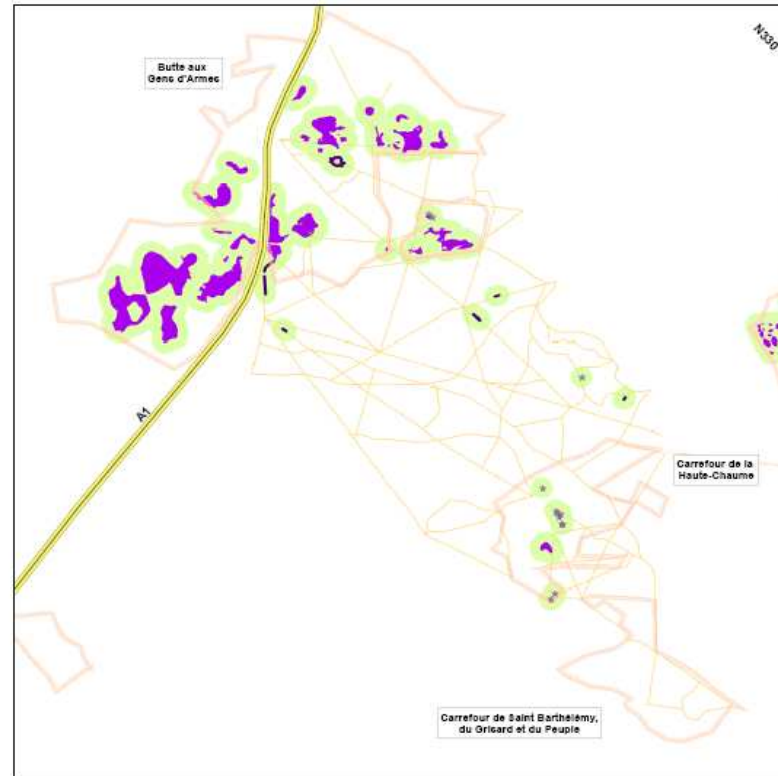 N330
Butte aux
Gens d'Armes
A1
Carrefour de la
Haute-Chaume
Carrefour de Saint Barthélémy,
du Grisard et du Peuple